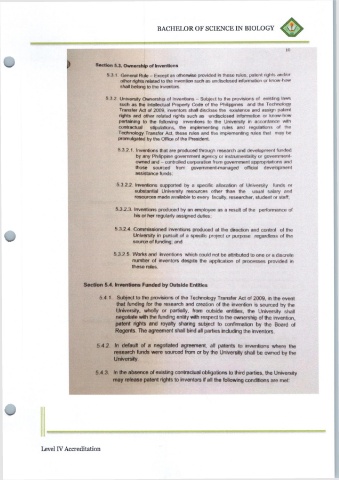 BACHELOR OF SCIENCE IN BIOLOGY
Section 5.3. Ownership of Inventions
5.3.1. General Rule – Except as otherwise provided in these rules, patent rights and/or
other rights related to the invention such as undisclosed information or know-how
shall belong to the inventors.
5.3.2. University Ownership of Inventions – Subject to the provisions of existing laws
such as the Intellectual Property Code of the Philippines and the Technology
Transfer Act of 2009, inventors shall disclose the existence and assign patent
rights and other related rights such as undisclosed information or know-how
pertaining to the following inventions to the University in accordance with
contractual stipulations, the implementing rules and regulations of the
Technology Transfer Act, these rules and the implementing rules that may be
promulgated by the Office of the President.
5.3.2.1. Inventions that are produced through research and development funded
by any Philippine government agency or instrumentality or government-
owned and – controlled corporation from government appropriations and
those sourced from government-managed official development
assistance funds;
5.3.2.2. Inventions supported by a specific allocation of University funds or
substantial University resources other than the usual salary and
resources made available to every faculty, researcher, student or staff;
5.3.2.3. Inventions produced by an employee as a result of the performance of
his or her regularly assigned duties;
5.3.2.4. Commissioned inventions produced at the direction and control of the
University in pursuit of a specific project or purpose, regardless of the
source of funding; and
5.3.2.5. Works and inventions which could not be attributed to one or a discrete
number of inventors despite the application of processes provided in
these rules.
Section 5.4. Inventions Funded by Outside Entities
5.4.1. Subject to the provisions of the Technology Transfer Act of 2009, in the event
that funding for the research and creation of the invention is sourced by the
University, wholly or partially, from outside entities, the University shall
negotiate with the funding entity with respect to the ownership of the invention,
patent rights and royalty sharing subject to confirmation by the Board of
Regents. The agreement shall bind all parties including the inventors.
5.4.2. In default of a negotiated agreement, all patents to inventions where the
research funds were sourced from or by the University shall be owned by the
University.
5.4.3. In the absence of existing contractual obligations to third parties, the University
may release patent rights to inventors if all the following conditions are met:
Level IV Accreditation